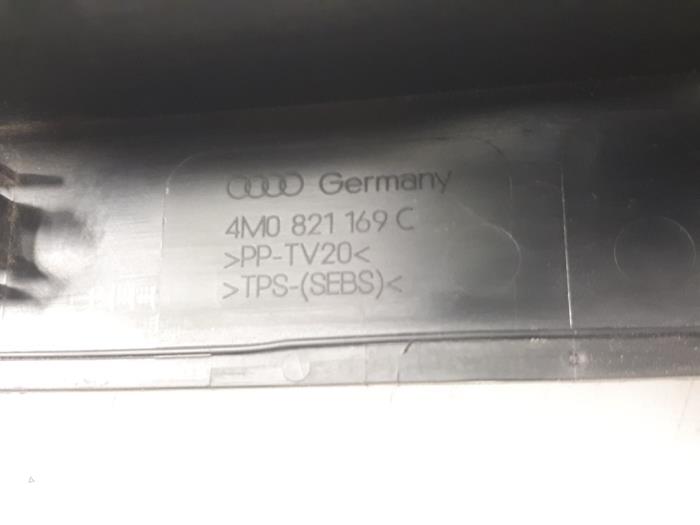 Germany
4M0 821 169 C
>PP-TV20<
>TPS-(SEBS)<